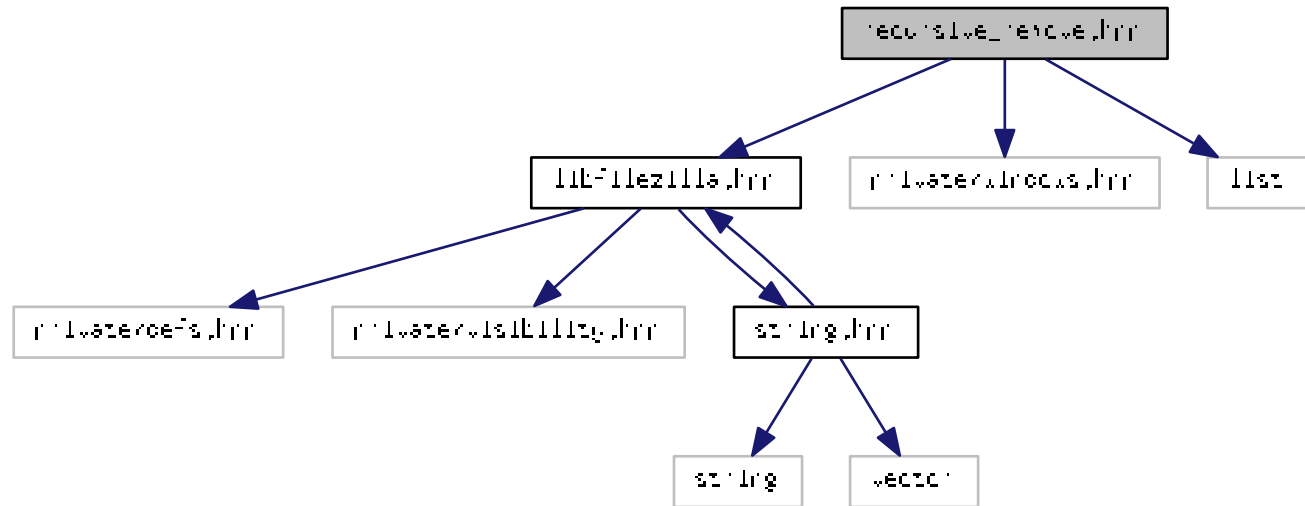 recursive_remove.hpp
libfilezilla.hpp
private/windows.hpp
list
private/defs.hpp
private/visibility.hpp
string.hpp
string
vector